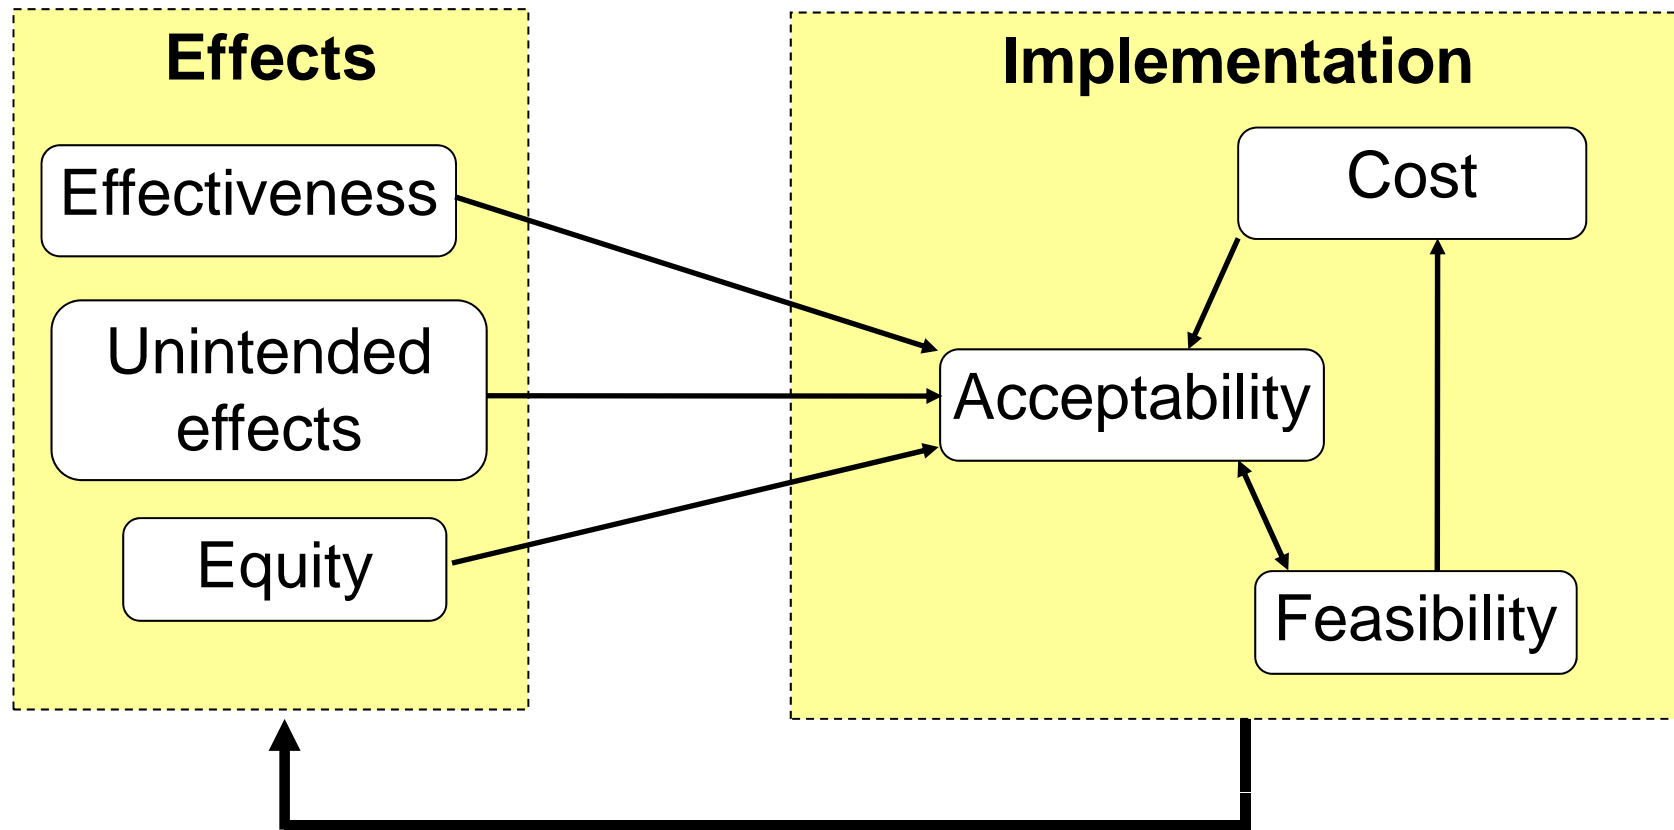 Effects
Effectiveness
Unintended
effects
Equity
Implementation
Cost
Acceptability
Feasibility